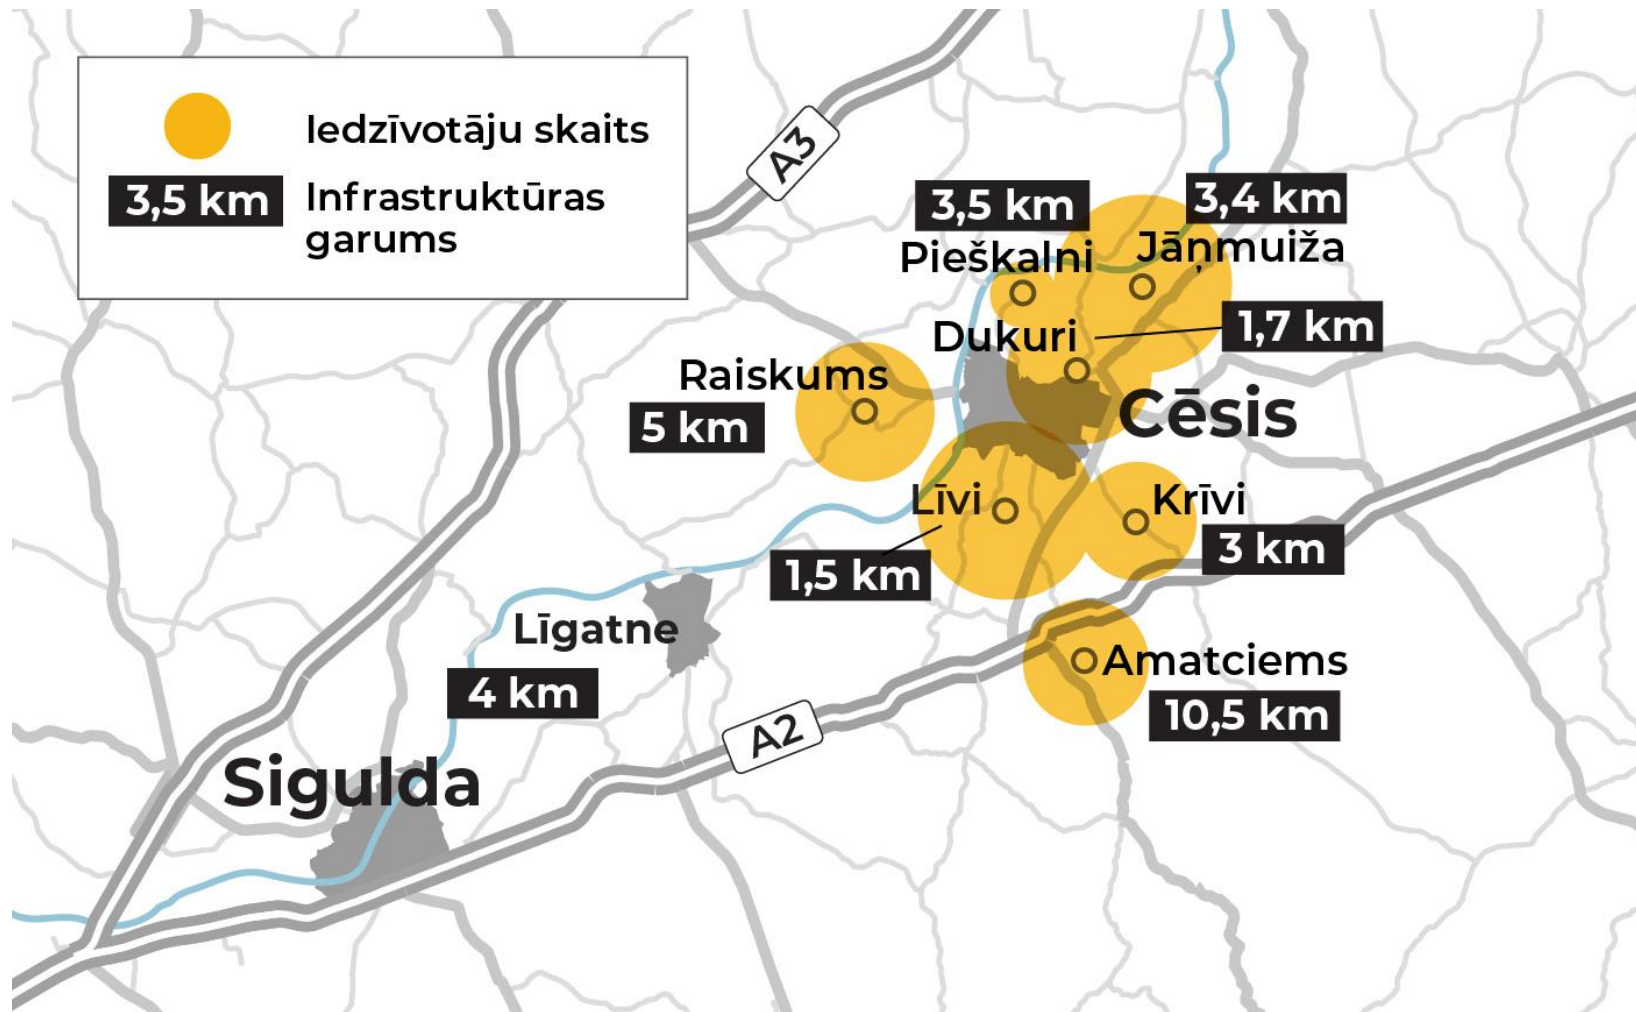 Iedzīvotāju skaits
3,5 km
Infrastruktūras
garums
A3
3,5 km
3,4 km
Pieškalni
Jāņmuiža
1,7 km
Dukuri
Raiskums
5 km
Cēsis
Līvi
Krīvi
3 km
1,5 km
Līgatne
4 km
Amatciems
10,5 km
A2
Sigulda